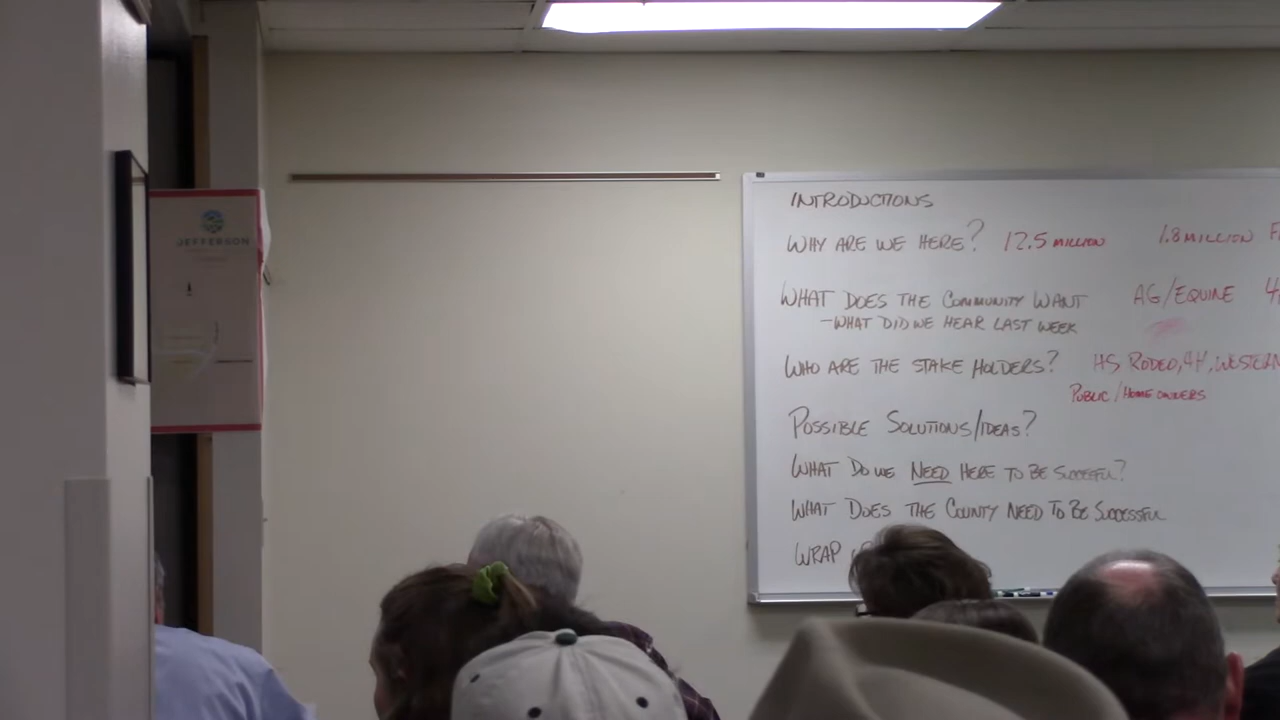 JEFFERSON
INTRODUCTIONS
WHY ARE WE HERE? 12.5 MILLION 1.8 MILLION
WHAT DOES THE COMMUNITY WANT AG/EQUINE 4
-WHAT DID WE HEAR LAST WEEK
WHO ARE THE STAKE HOLDERS? HS RODEO, 4H, WESTERN
PUBLIC/HOME OWNERS
POSSIBLE SOLUTIONS/IDEAS?
WHAT DO WE NEED HERE TO BE SUCCESFUL?
WHAT DOES THE COUNTY NEED TO BE SUCCESSFUL
WRAP